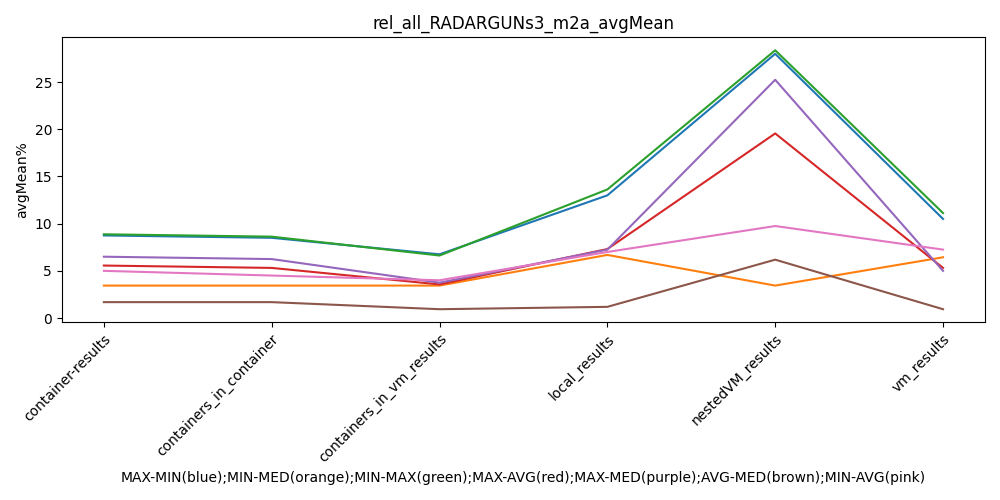 rel_all_RADARGUNs3_m2a_avgMean
avgMean%
25
20
15
10
5
0
container-results
containers_in_container
containers_in_vm_results
local_results
nestedVM_results
vm_results
MAX-MIN(blue);MIN-MED(orange);MIN-MAX(green);MAX-AVG(red);MAX-MED(purple);AVG-MED(brown);MIN-AVG(pink)